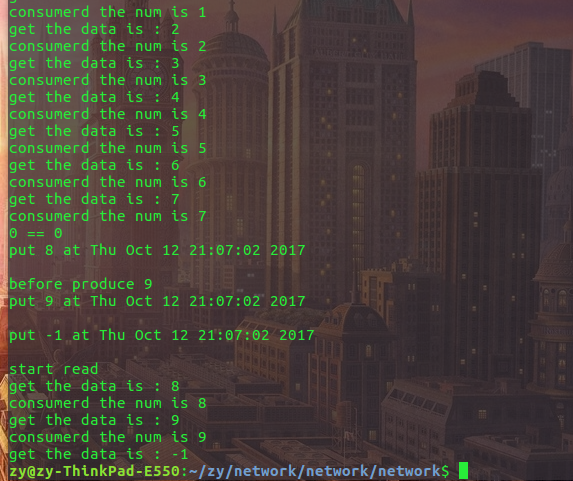 consumerd the num is 1
get the data is : 2
consumerd the num is 2
get the data is : 3
consumerd the num is 3
get the data is : 4
consumerd the num is 4
get the data is : 5
consumerd the num is 5
get the data is : 6
consumerd the num is 6
get the data is : 7
consumerd the num is 7
0 == 0
put 8 at Thu Oct 12 21:07:02 2017
before produce 9
put 9 at Thu Oct 12 21:07:02 2017
put -1 at Thu Oct 12 21:07:02 2017
start read
get the data is : 8
consumerd the num is 8
get the data is : 9
consumerd the num is 9
get the data is : -1
zy@zy-ThinkPad-E550:~/zy/network/network/network$